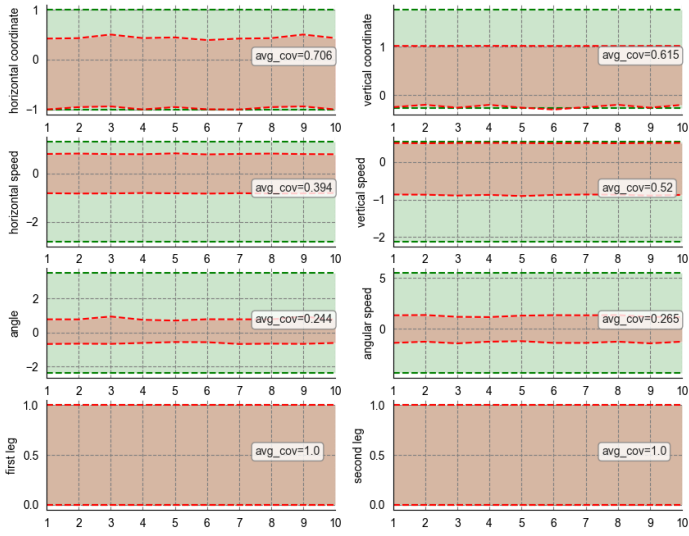 horizontal coordinate
1
0
−1
avg_cov=0.706
1 2 3 4 5 6 7 8 9 10
vertical coordinate
1
0
avg_cov=0.615
1 2 3 4 5 6 7 8 9 10
horizontal speed
0
−2
avg_cov=0.394
1 2 3 4 5 6 7 8 9 10
vertical speed
0
−1
−2
avg_cov=0.52
1 2 3 4 5 6 7 8 9 10
angle
2
0
−2
avg_cov=0.244
1 2 3 4 5 6 7 8 9 10
angular speed
5
0
avg_cov=0.265
1 2 3 4 5 6 7 8 9 10
first leg
1.0
0.5
0.0
avg_cov=1.0
1 2 3 4 5 6 7 8 9 10
second leg
1.0
0.5
0.0
avg_cov=1.0
1 2 3 4 5 6 7 8 9 10